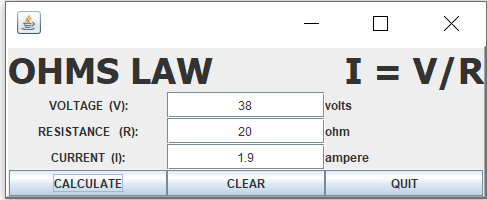 OHMS LAW I = V/R
VOLTAGE (V): 38 volts
RESISTANCE (R): 20 ohm
CURRENT (I): 1.9 ampere
CALCULATE CLEAR QUIT